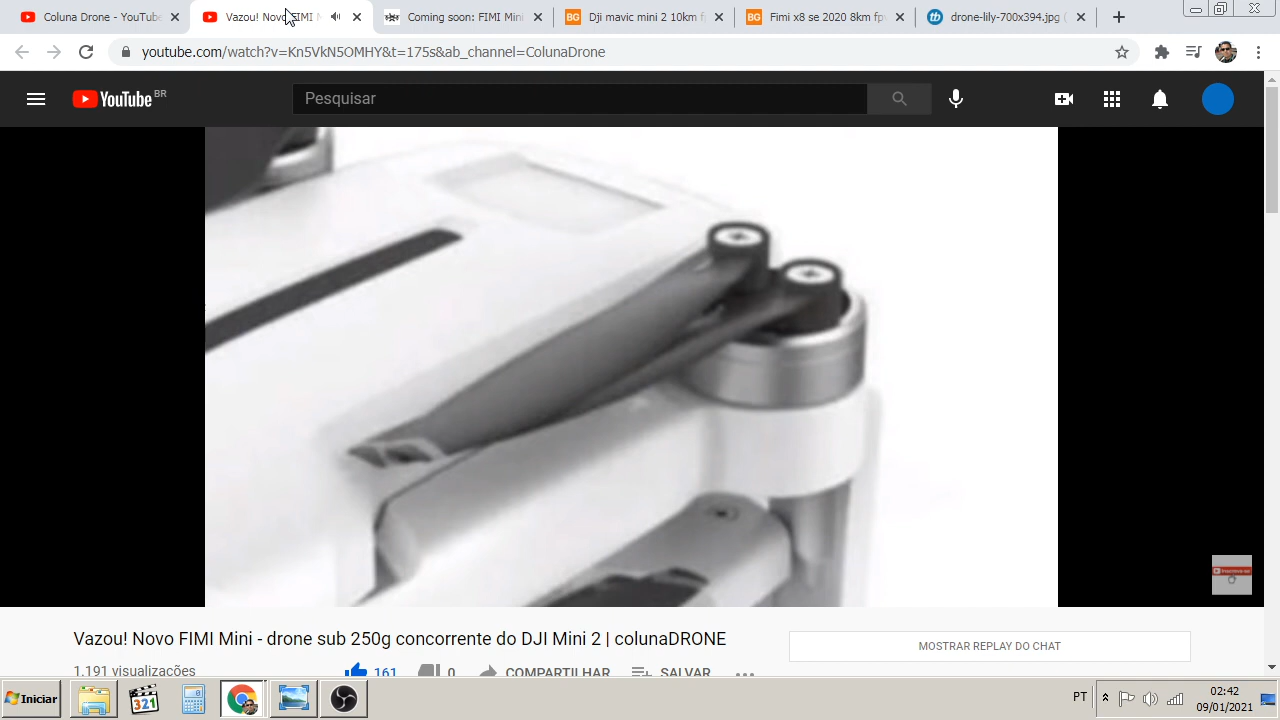 Coluna Drone - YouTube
Vazou! Novo FIMI M
Coming soon: FIMI Mini
Dji mavic mini 2 10km f
Fimi x8 se 2020 8km fp
drone-lily-700x394.jpg (
youtube.com/watch?v=Kn5VkN5OMHY&t=175s&ab_channel=ColunaDrone
YouTube BR
Pesquisar
Inscreva-se
Vazou! Novo FIMI Mini - drone sub 250g concorrente do DJI Mini 2 | colunaDRONE
MOSTRAR REPLAY DO CHAT
1.191 visualizações
161
0
COMPARTILHAR
SALVAR
Iniciar
321
PT
02:42
09/01/2021